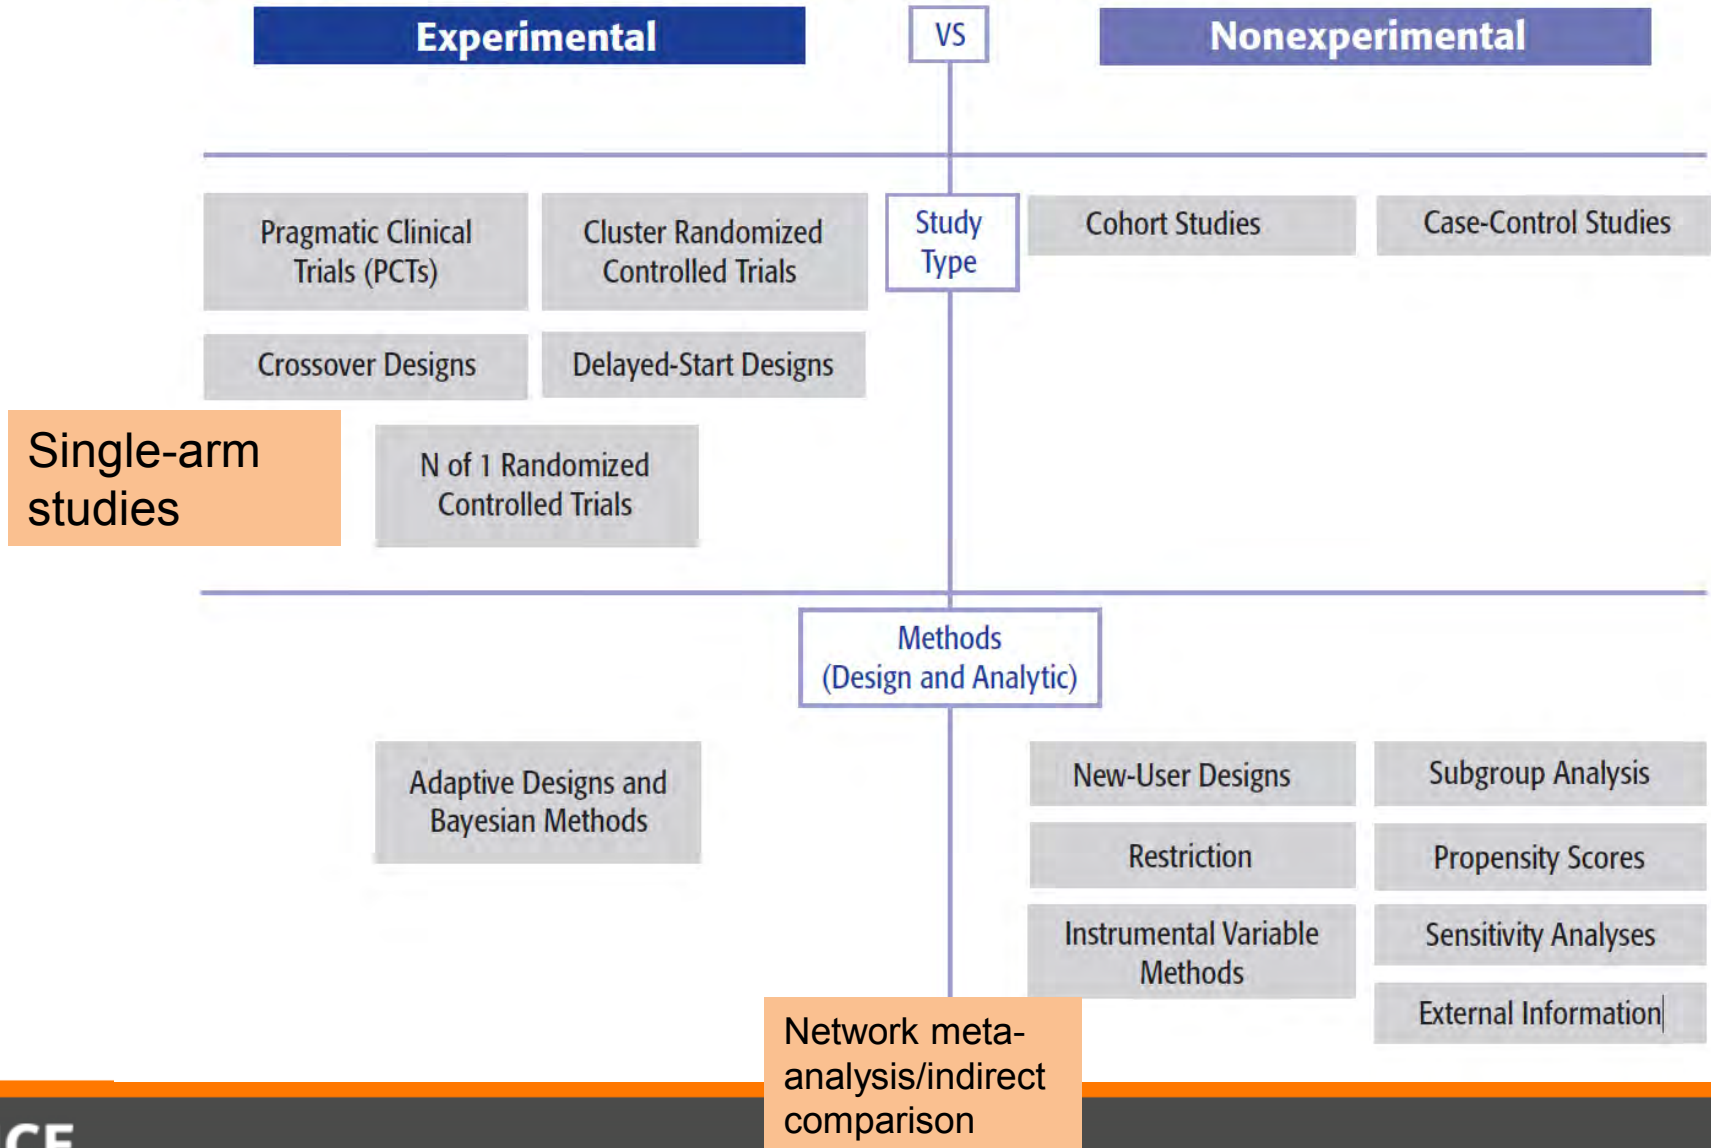 Experimental
VS
Nonexperimental
Pragmatic Clinical
Trials (PCTs)
Cluster Randomized
Controlled Trials
Study
Type
Cohort Studies
Case-Control Studies
Crossover Designs
Delayed-Start Designs
Single-arm
studies
N of 1 Randomized
Controlled Trials
Methods
(Design and Analytic)
Adaptive Designs and
Bayesian Methods
New-User Designs
Subgroup Analysis
Restriction
Propensity Scores
Instrumental Variable
Methods
Sensitivity Analyses
External Information
Network meta-
analysis/indirect
comparison